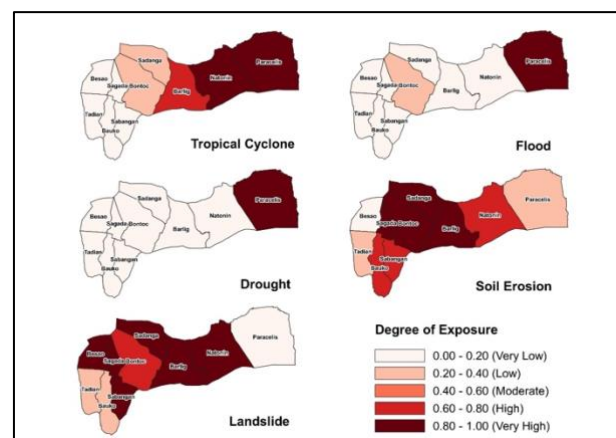 Sadanga
Besao
Sagada Bontoc
Barlig
Natonin
Paracelis
Tadian
Sabangan
Bauko
Tropical Cyclone
Sadanga
Besao
Sagada Bontoc
Barlig
Natonin
Paracelis
Tadian
Sabangan
Bauko
Flood
Sadanga
Besao
Sagada Bontoc
Barlig
Natonin
Paracelis
Tadian
Sabangan
Bauko
Drought
Sadanga
Besao
Sagada Bontoc
Barlig
Natonin
Paracelis
Tadian
Sabangan
Bauko
Soil Erosion
Sadanga
Besao
Sagada Bontoc
Barlig
Natonin
Paracelis
Tadian
Sabangan
Bauko
Landslide
Degree of Exposure
0.00 - 0.20 (Very Low)
0.20 - 0.40 (Low)
0.40 - 0.60 (Moderate)
0.60 - 0.80 (High)
0.80 - 1.00 (Very High)